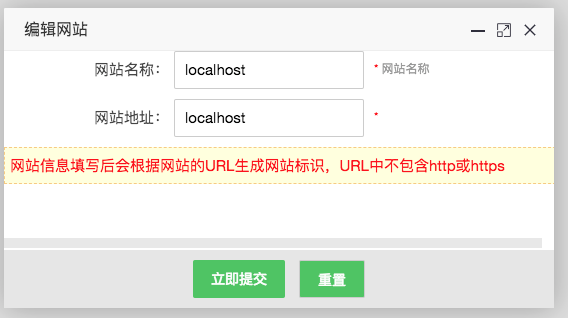 编辑网站
网站名称： localhost * 网站名称
网站地址： localhost *
网站信息填写后会根据网站的URL生成网站标识，URL中不包含http或https
立即提交 重置